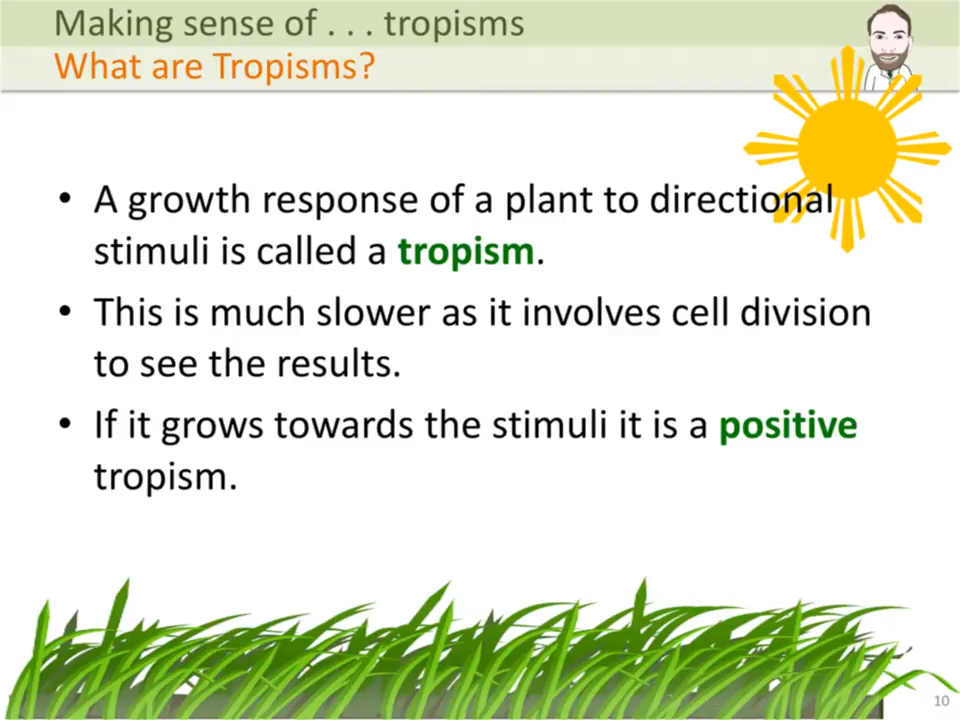 Making sense of . . . tropisms
What are Tropisms?
• A growth response of a plant to directional
stimuli is called a tropism.
• This is much slower as it involves cell division
to see the results.
• If it grows towards the stimuli it is a positive
tropism.
10